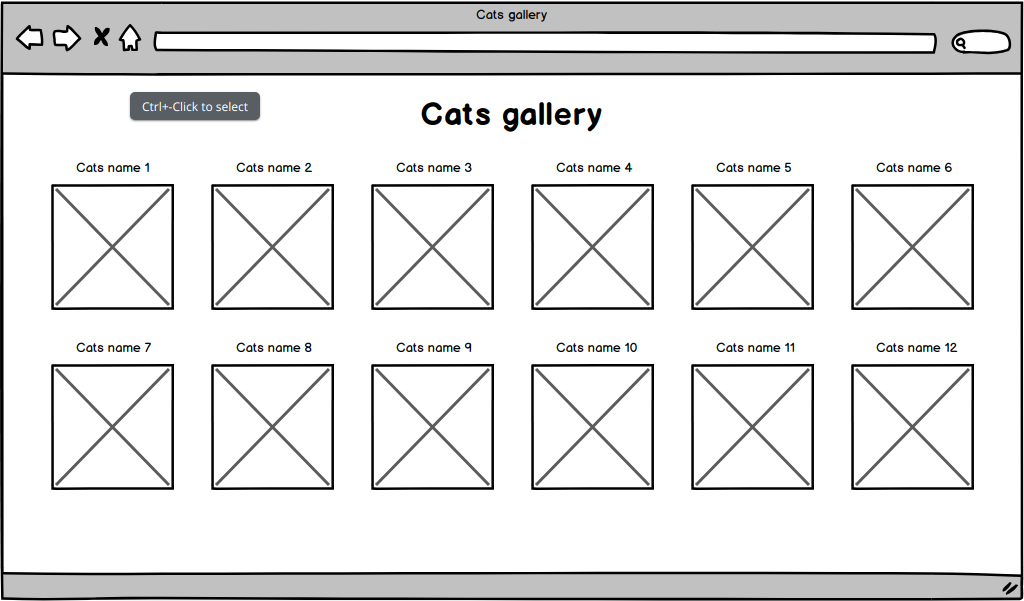 Cats gallery
Ctrl+-Click to select
Cats gallery
Cats name 1
Cats name 2
Cats name 3
Cats name 4
Cats name 5
Cats name 6
Cats name 7
Cats name 8
Cats name 9
Cats name 10
Cats name 11
Cats name 12